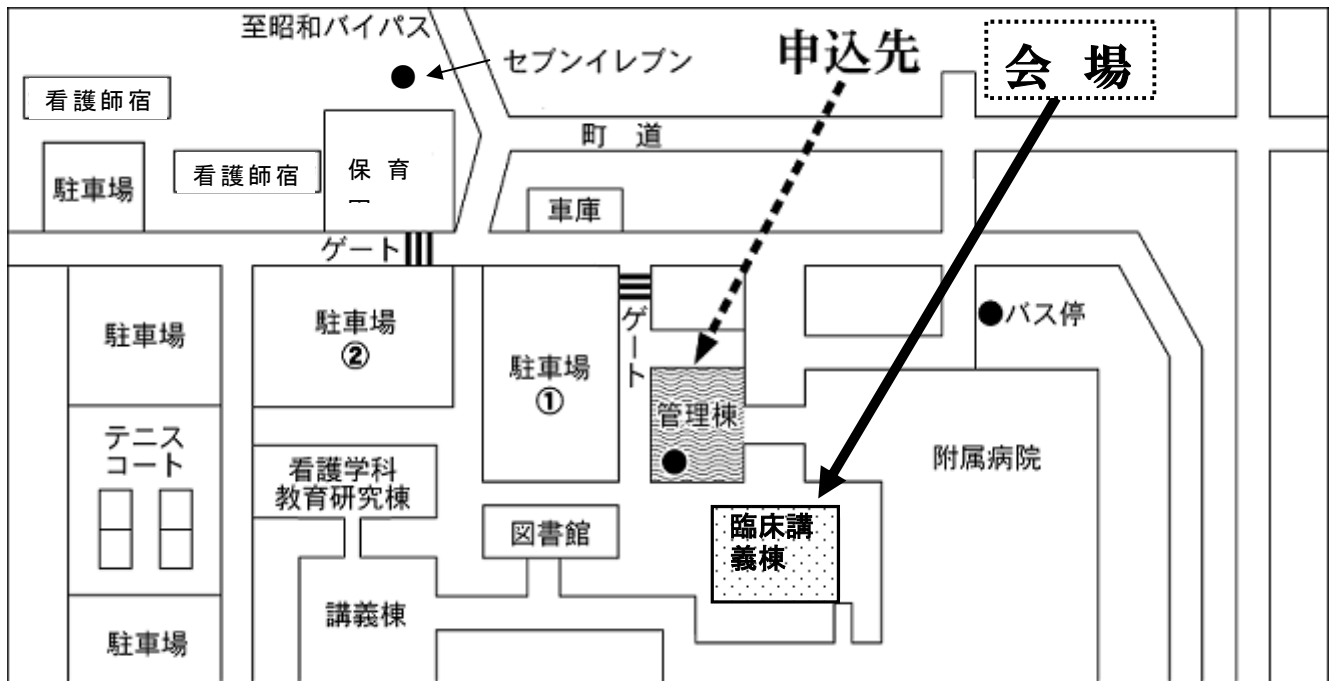 至昭和バイパス
セブンイレブン
申込先
会 場
看護師宿
町 道
保 育
看護師宿
駐車場
車庫
ゲート
駐車場
駐車場
②
駐車場
①
ゲート
バス停
管理棟
テニス
コート
看護学科
教育研究棟
附属病院
図書館
臨床講
義棟
講義棟
駐車場